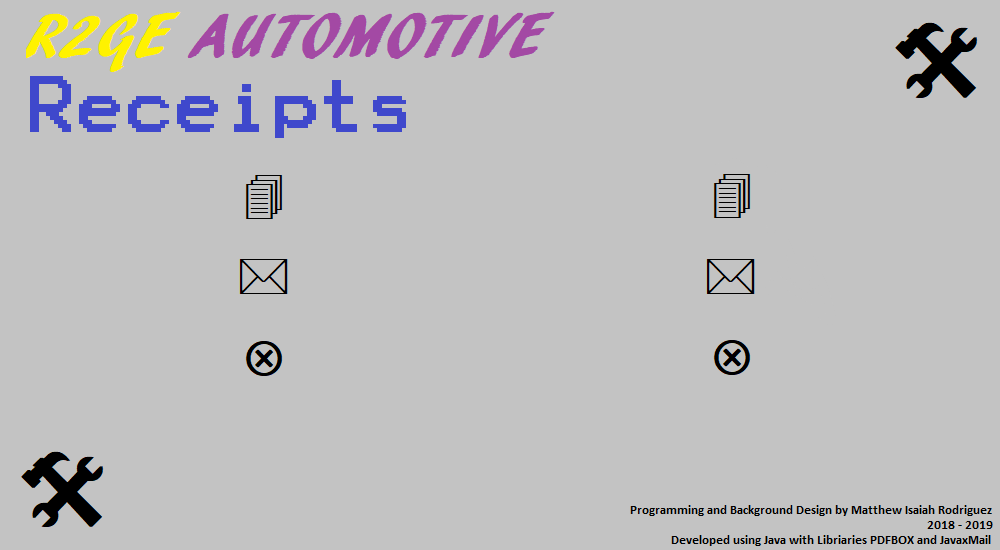 R2GE AUTOMOTIVE
Receipts
Programming and Background Design by Matthew Isaiah Rodriguez
2018 - 2019
Developed using Java with Libriaries PDFBOX and JavaxMail